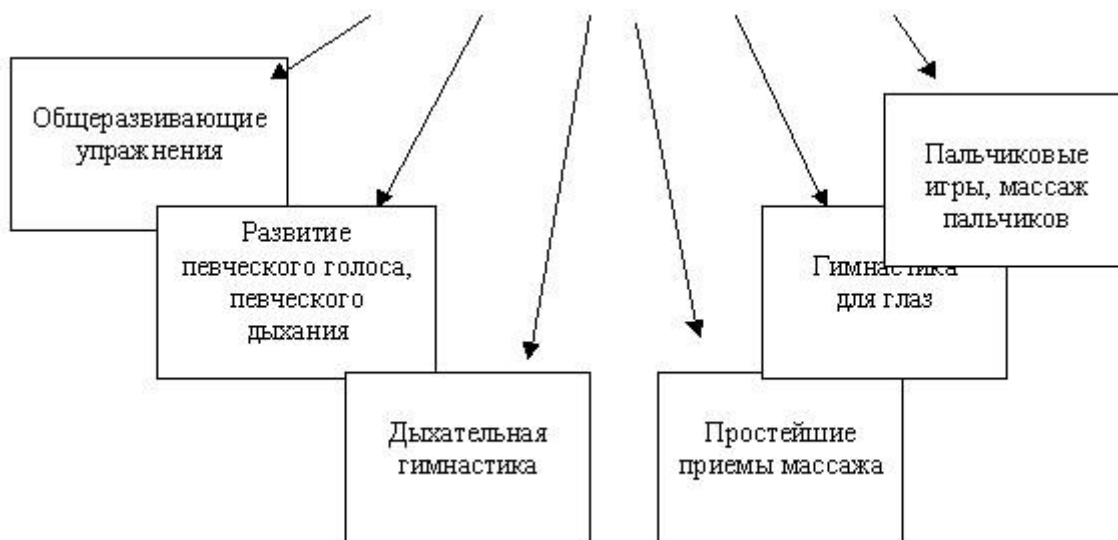 Общеразвивающие
упражнения
Развитие
певческого голоса,
певческого
дыхания
Дыхательная
гимнастика
Простейшие
приемы массажа
Гимнастика
для глаз
Пальчиковые
игры, массаж
пальчиков